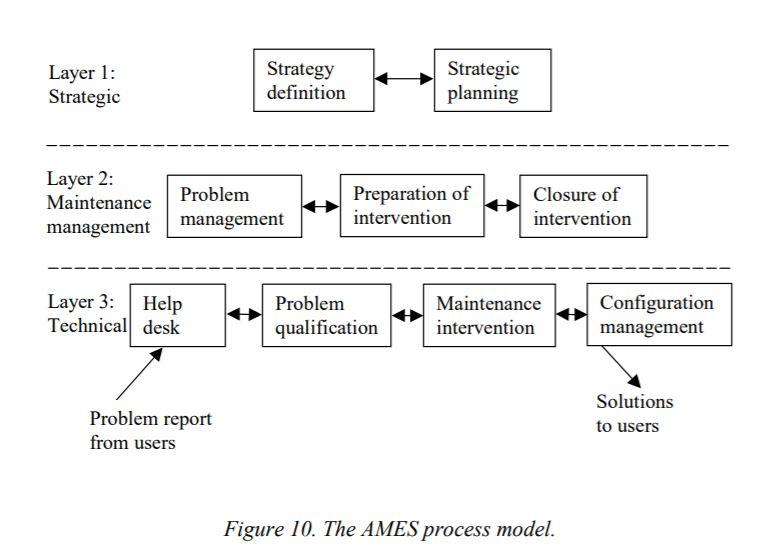 Layer 1:
Strategic
Strategy
definition
Strategic
planning
Layer 2:
Maintenance
management
Problem
management
Preparation of
intervention
Closure of
intervention
Layer 3:
Technical
Help
desk
Problem
qualification
Maintenance
intervention
Configuration
management
Problem report
from users
Solutions
to users
Figure 10. The AMES process model.